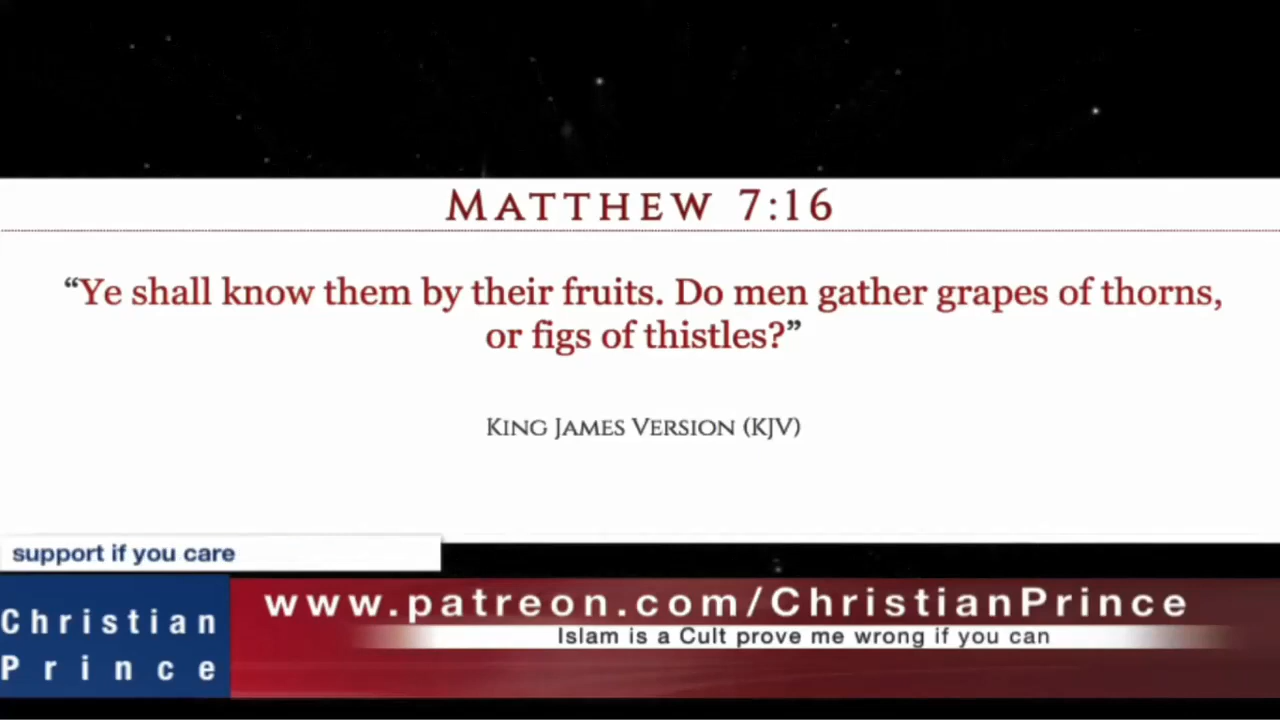 MATTHEW 7:16
“Ye shall know them by their fruits. Do men gather grapes of thorns,
or figs of thistles?”
KING JAMES VERSION (KJV)
support if you care
Christian
Prince
www.patreon.com/ChristianPrince
Islam is a Cult prove me wrong if you can